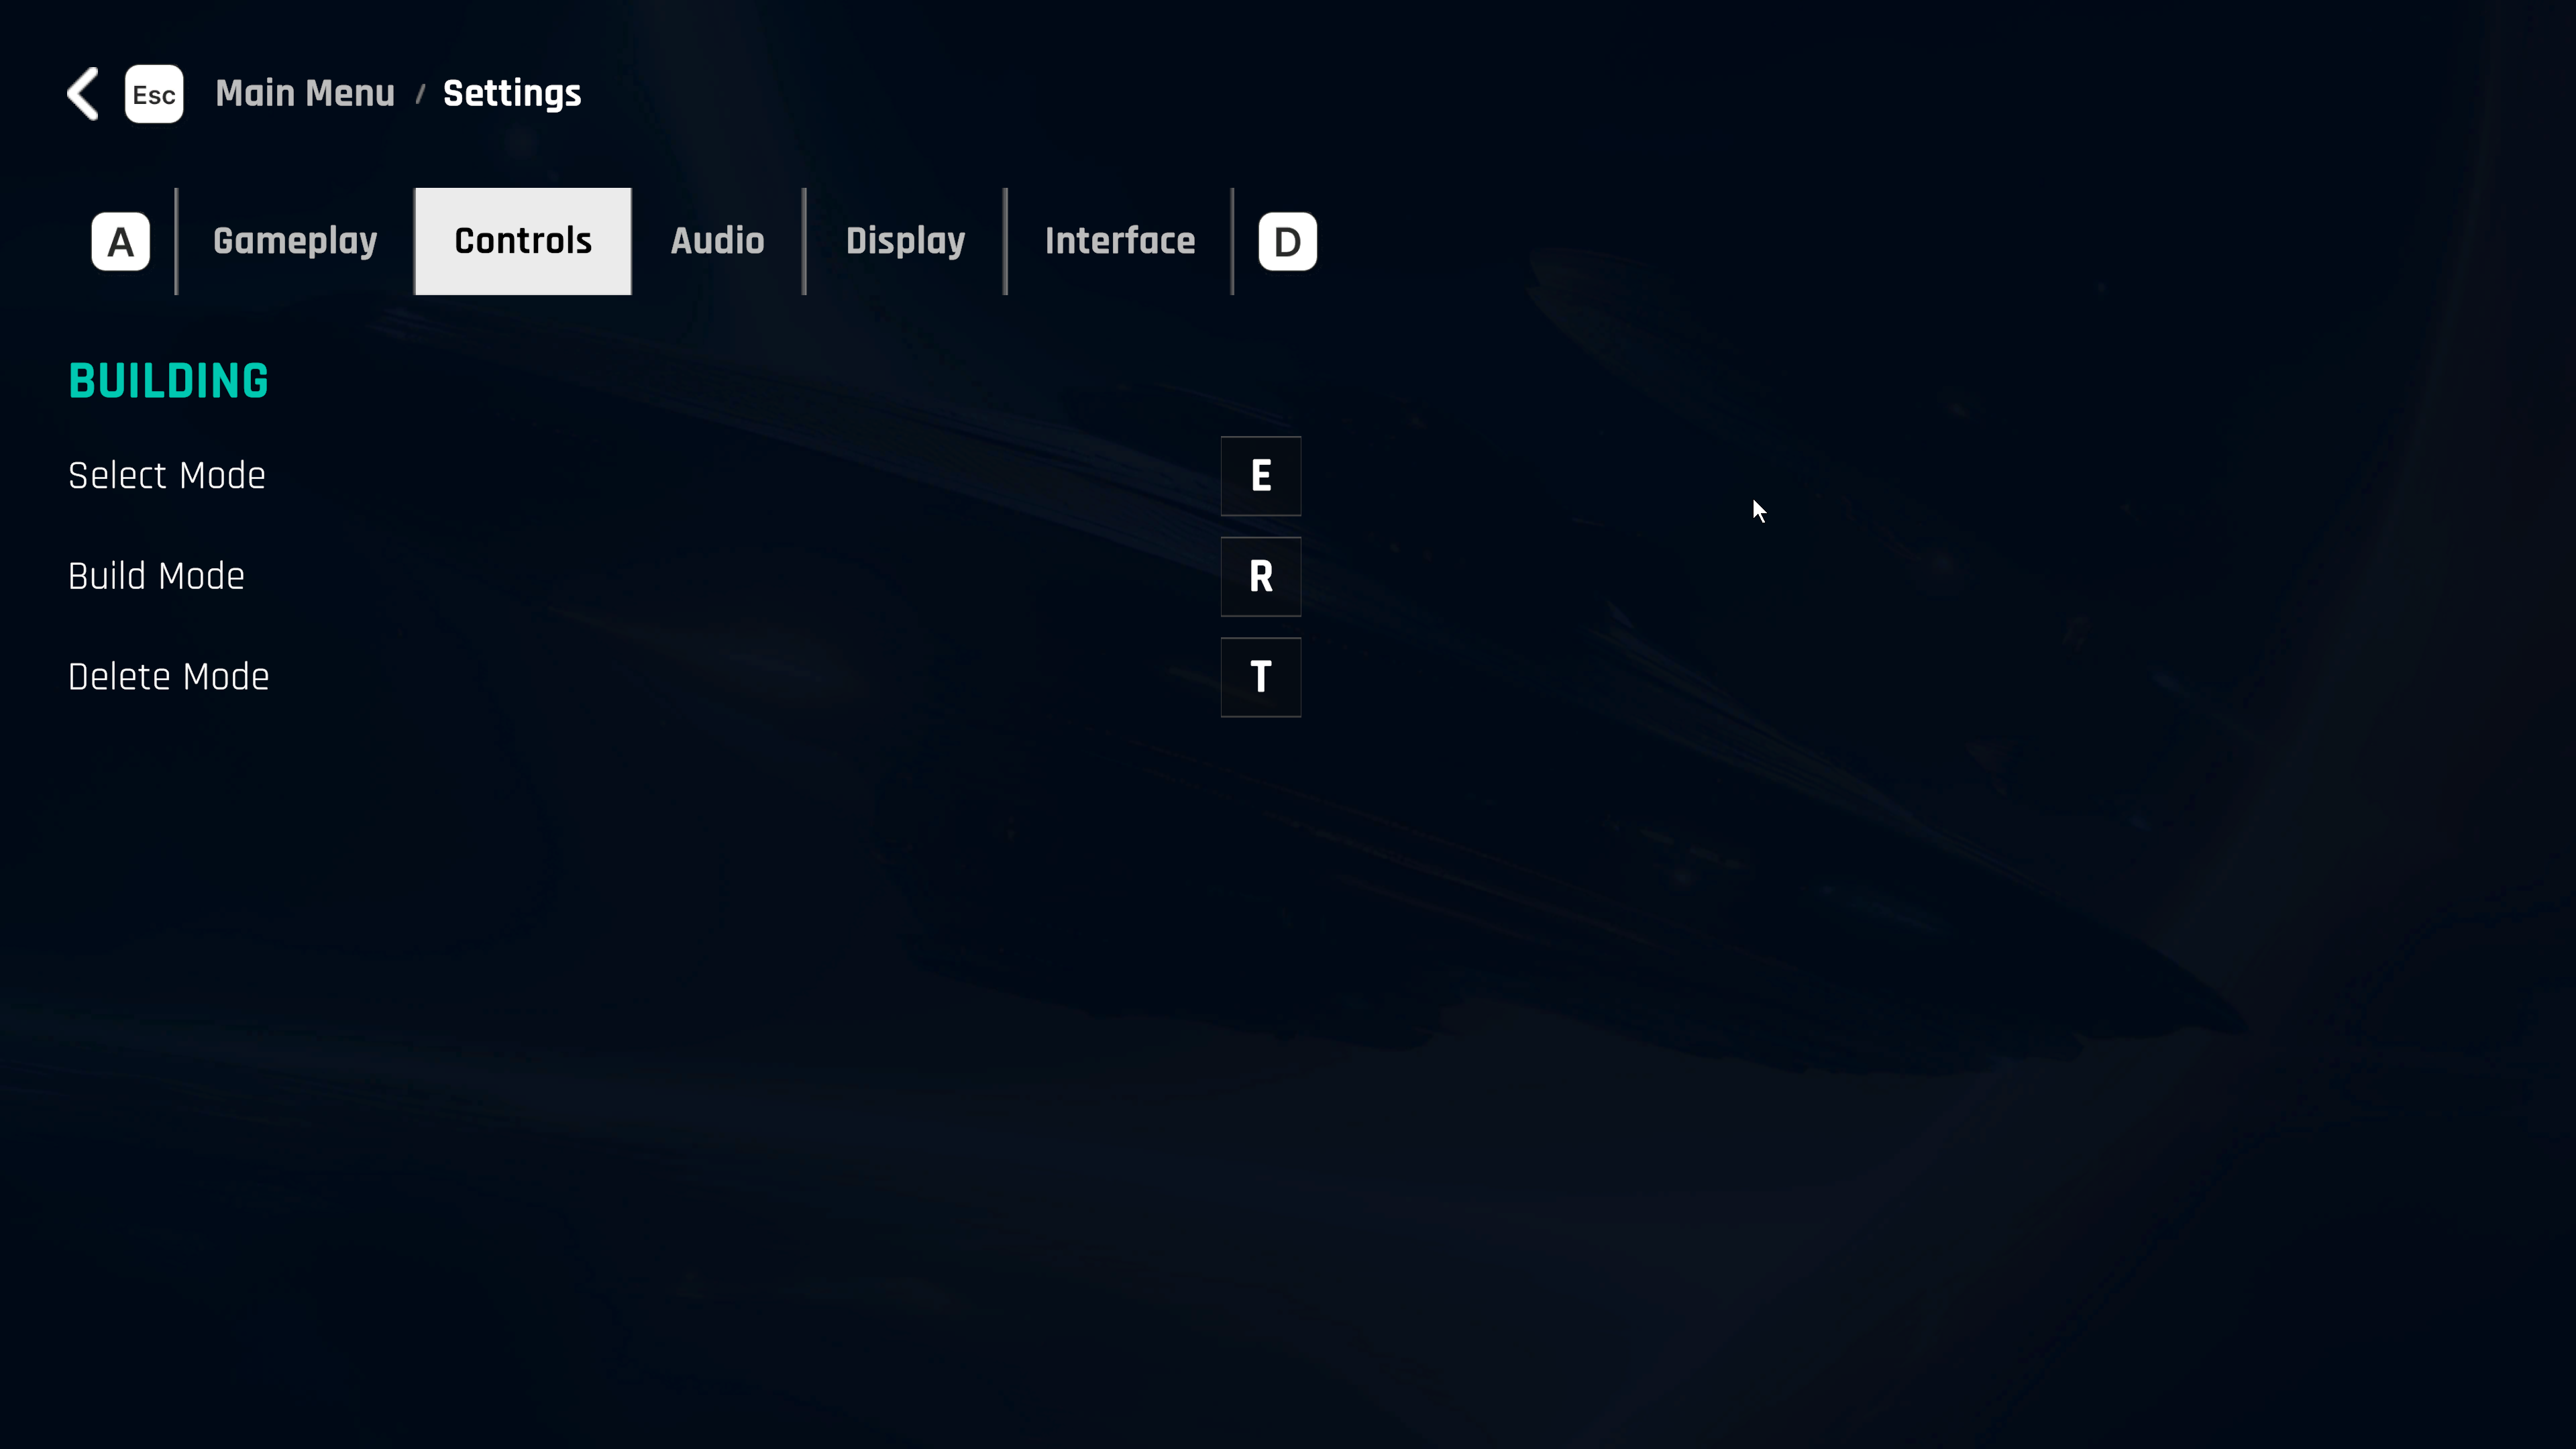 Esc Main Menu / Settings
A Gameplay Controls Audio Display Interface D
BUILDING
Select Mode E
Build Mode R
Delete Mode T